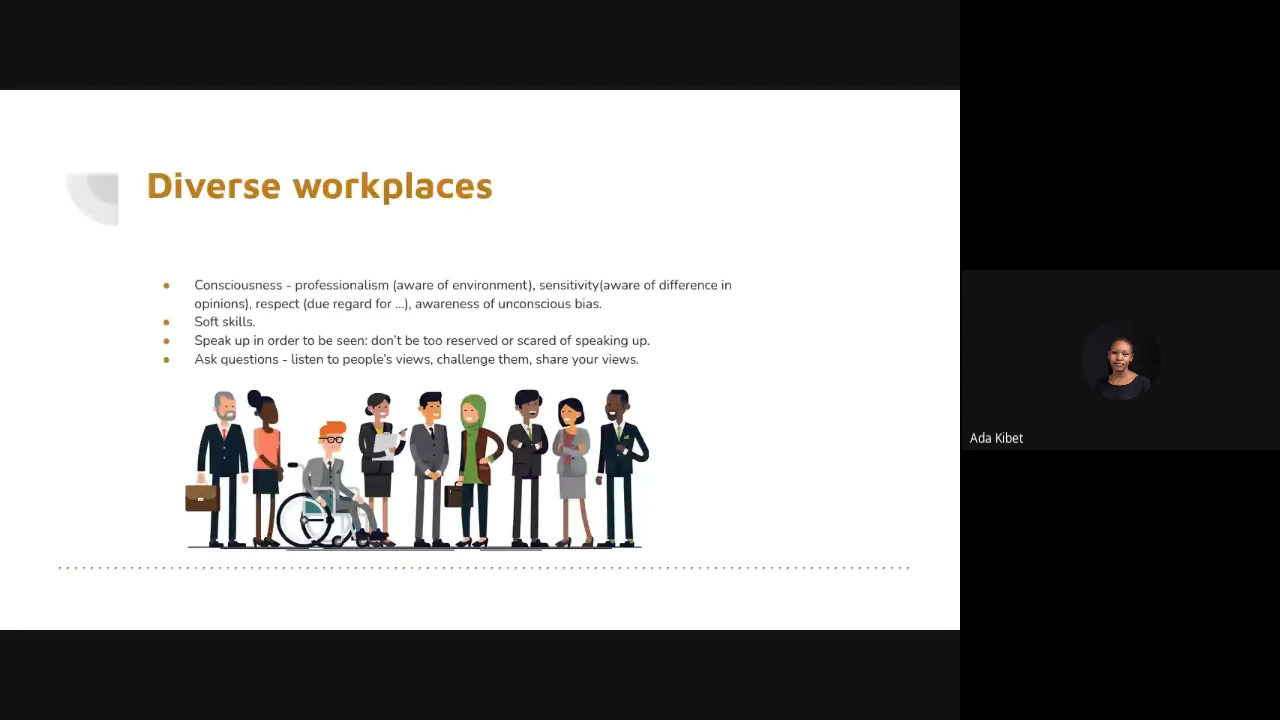 Diverse workplaces
● Consciousness - professionalism (aware of environment), sensitivity(aware of difference in
opinions), respect (due regard for ...), awareness of unconscious bias.
● Soft skills.
● Speak up in order to be seen: don't be too reserved or scared of speaking up.
● Ask questions - listen to people's views, challenge them, share your views.
Ada Kibet